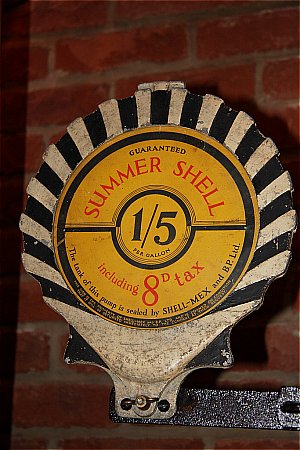 GUARANTEED
SUMMER SHELL
1/5
PER GALLON
Including 8D tax
The tank of this pump is sealed by SHELL-MEX and B.P. Ltd.